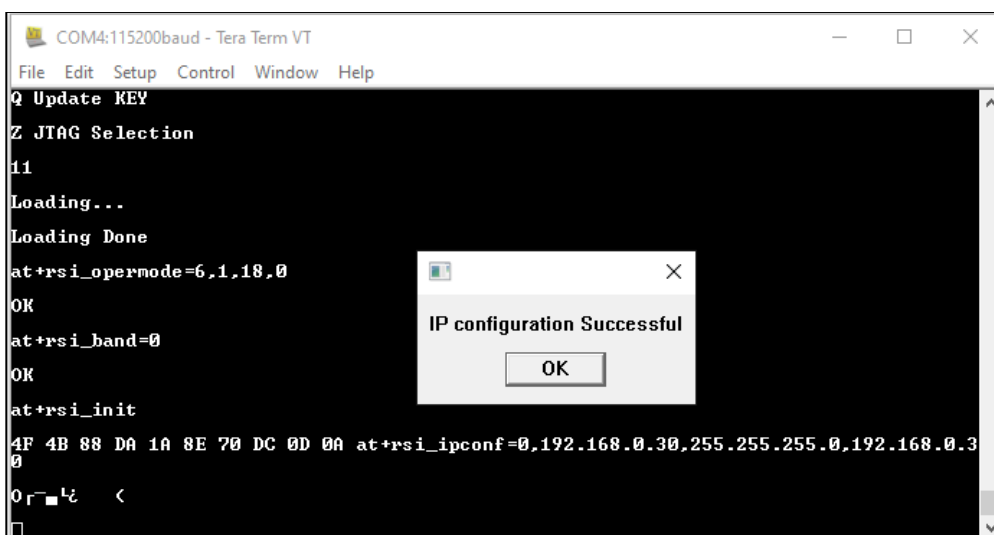 COM4:115200baud - Tera Term VT
File Edit Setup Control Window Help
Q Update KEY
Z JTAG Selection
11
Loading...
Loading Done
at+rsi_opermode=6,1,18,0
OK
at+rsi_band=0
OK
at+rsi_init
4F 4B 88 DA 1A 8E 70 DC 0D 0A at+rsi_ipconf=0,192.168.0.30,255.255.255.0,192.168.0.3
0
IP configuration Successful
OK